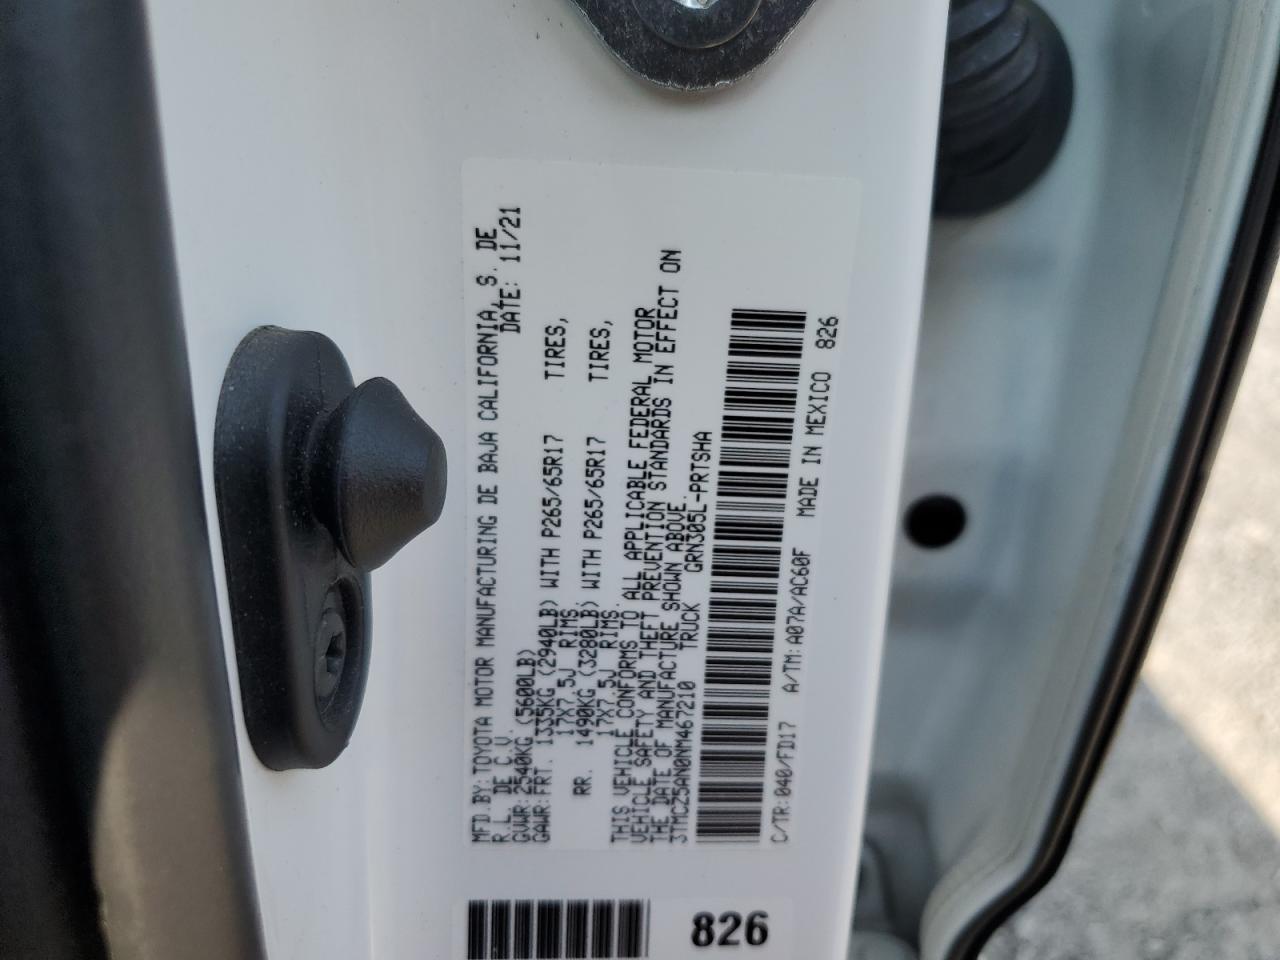 MFD.BY: TOYOTA MOTOR MANUFACTURING DE BAJA CALIFORNIA, S. DE
R.L. DE C.V. DATE: 11/21
GVWR: 2540KG (5600LB)
GAWR: FRT. 1335KG (2940LB) WITH P265/65R17 TIRES,
17X7.5J RIMS.
RR. 1490KG (3280LB) WITH P265/65R17 TIRES,
17X7.5J RIMS.
THIS VEHICLE CONFORMS TO ALL APPLICABLE FEDERAL MOTOR
VEHICLE SAFETY AND THEFT PREVENTION STANDARDS IN EFFECT ON
THE DATE OF MANUFACTURE SHOWN ABOVE.
3TMCZ5AN0NM467210 TRUCK GRN305L-PRTSHA
C/TR: 040/FD17 A/TM: A07A/AC60F MADE IN MEXICO 826
826